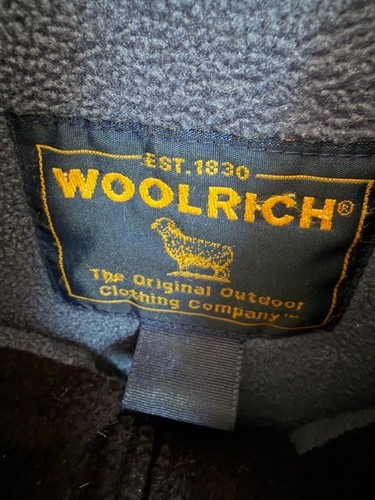 EST.1830
WOOLRICH®
The Original Outdoor
Clothing Company™